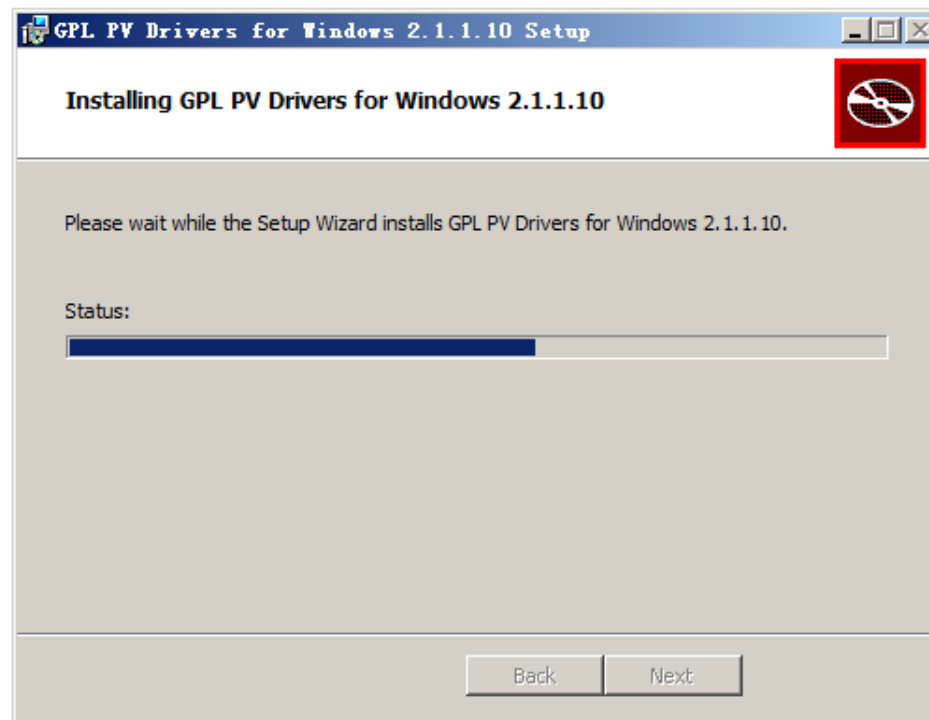 GPL PV Drivers for Windows 2.1.1.10 Setup
Installing GPL PV Drivers for Windows 2.1.1.10
Please wait while the Setup Wizard installs GPL PV Drivers for Windows 2.1.1.10.
Status:
Back Next